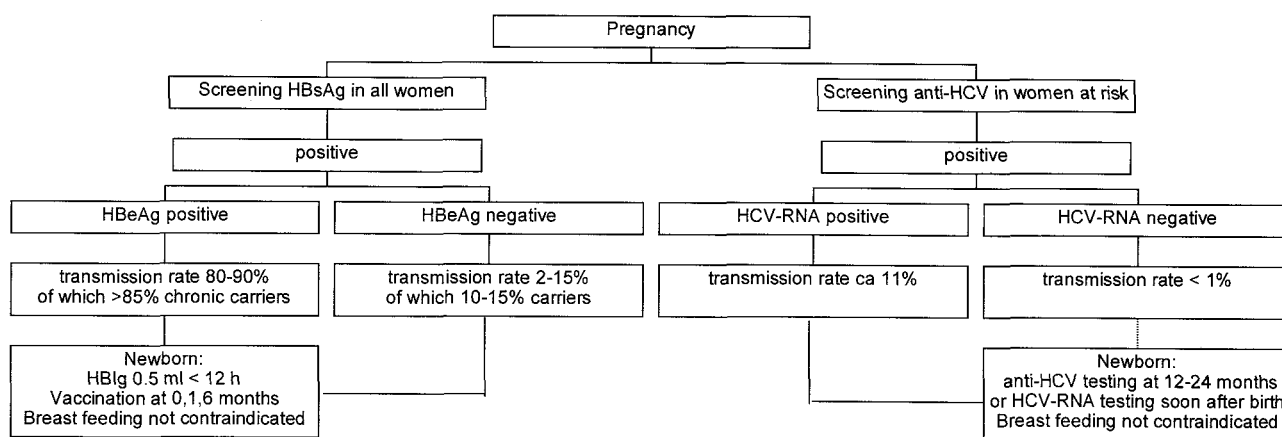 Pregnancy
Screening HBsAg in all women
Screening anti-HCV in women at risk
positive
positive
HBeAg positive
HBeAg negative
HCV-RNA positive
HCV-RNA negative
transmission rate 80-90%
of which >85% chronic carriers
transmission rate 2-15%
of which 10-15% carriers
transmission rate ca 11%
transmission rate < 1%
Newborn:
HBIg 0.5 ml < 12 h
Vaccination at 0,1,6 months
Breast feeding not contraindicated
Newborn:
anti-HCV testing at 12-24 months
or HCV-RNA testing soon after birth
Breast feeding not contraindicated